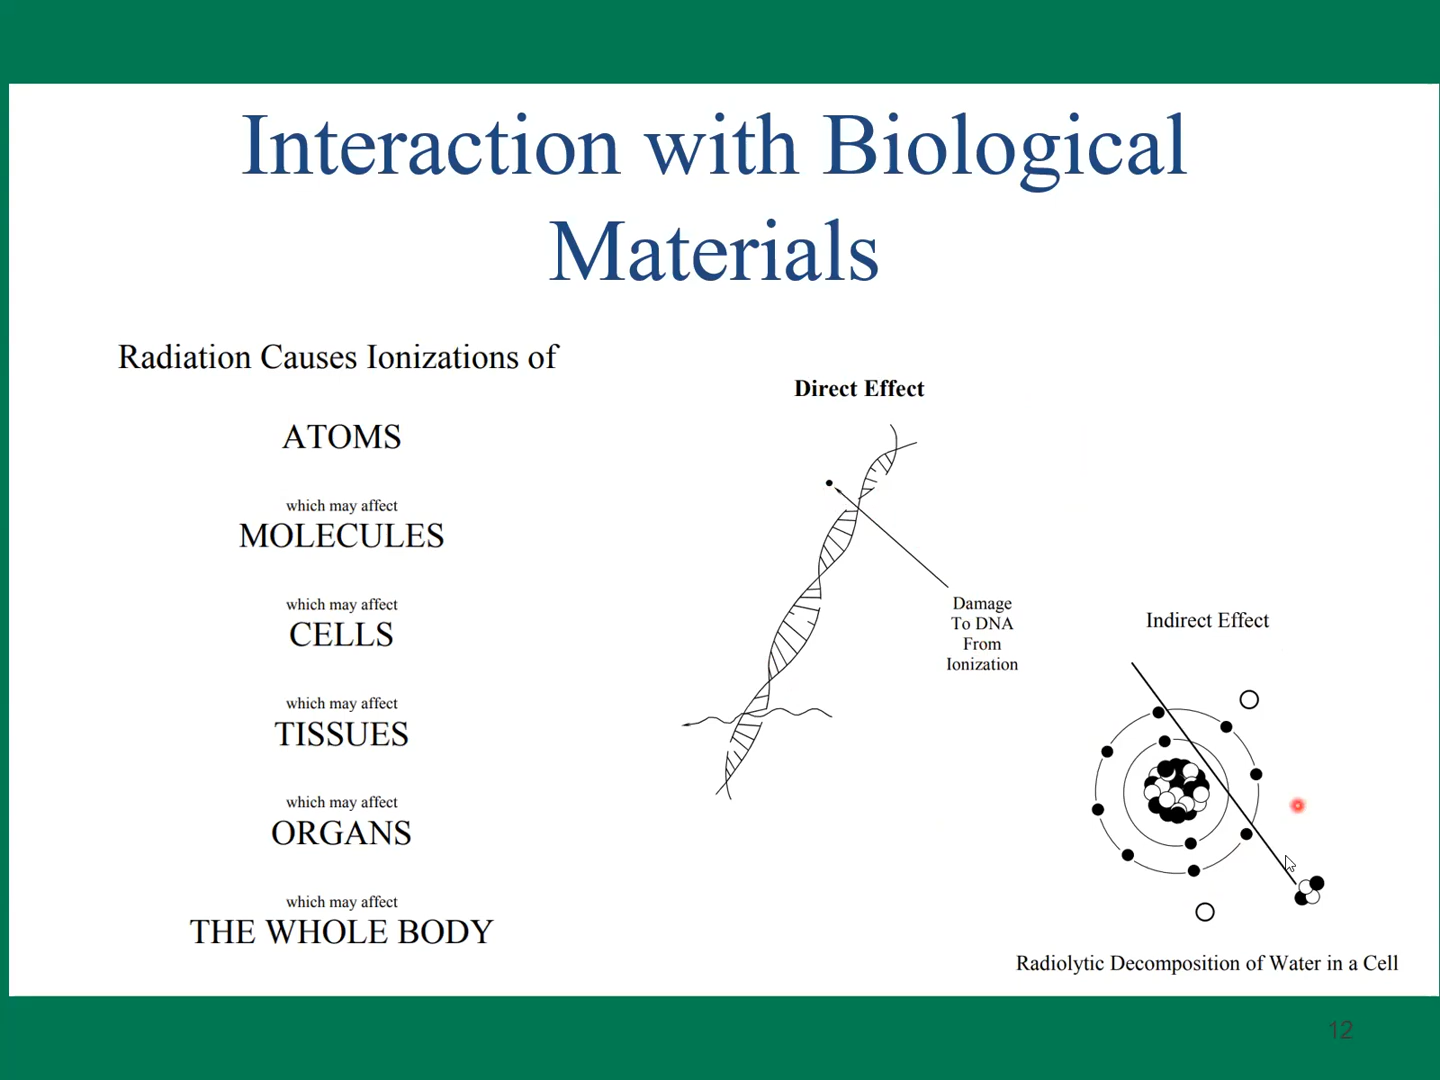 Interaction with Biological
Materials
Radiation Causes Ionizations of
ATOMS
which may affect
MOLECULES
which may affect
CELLS
which may affect
TISSUES
which may affect
ORGANS
which may affect
THE WHOLE BODY
Direct Effect
Damage
To DNA
From
Ionization
Indirect Effect
Radiolytic Decomposition of Water in a Cell
12